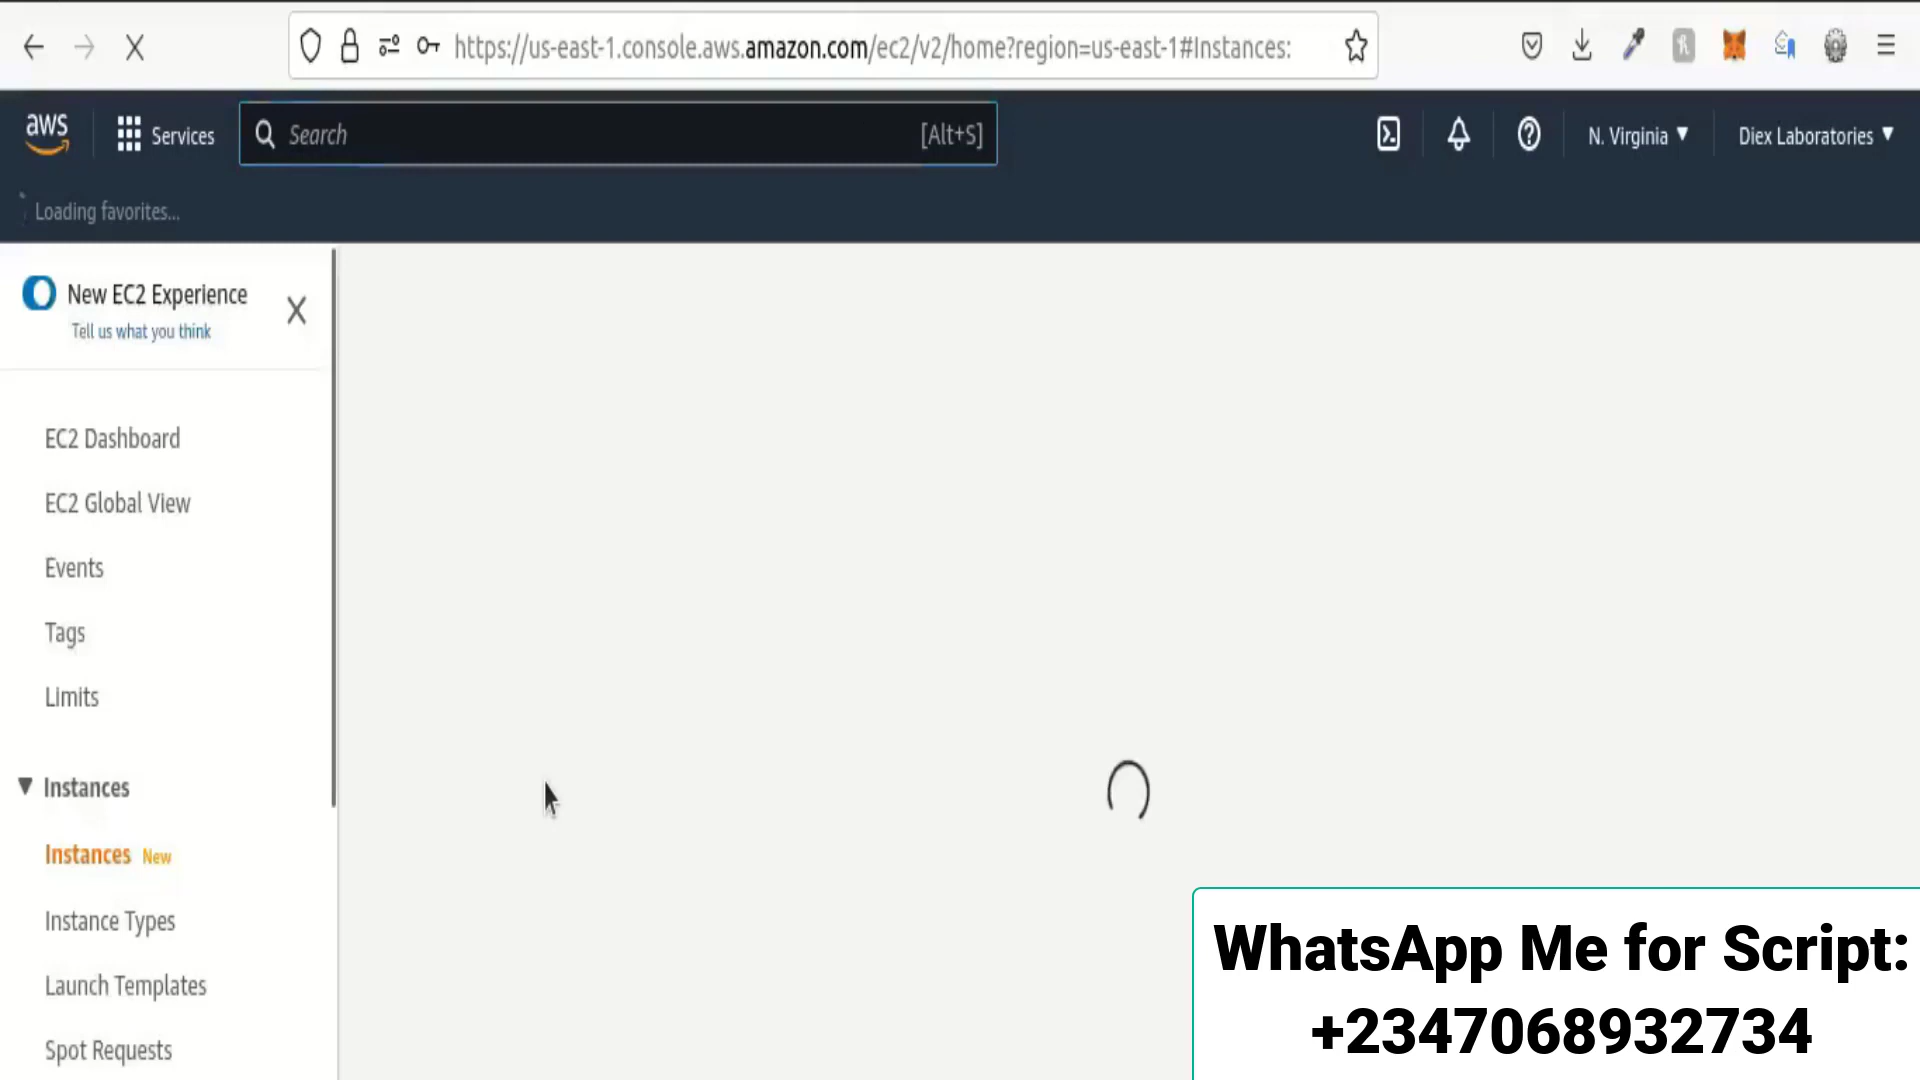 https://us-east-1.console.aws.amazon.com/ec2/v2/home?region=us-east-1#Instances:
aws
Services
Search
[Alt+S]
N. Virginia
Diex Laboratories
Loading favorites...
New EC2 Experience
Tell us what you think
EC2 Dashboard
EC2 Global View
Events
Tags
Limits
Instances
Instances New
Instance Types
Launch Templates
Spot Requests
WhatsApp Me for Script:
+2347068932734